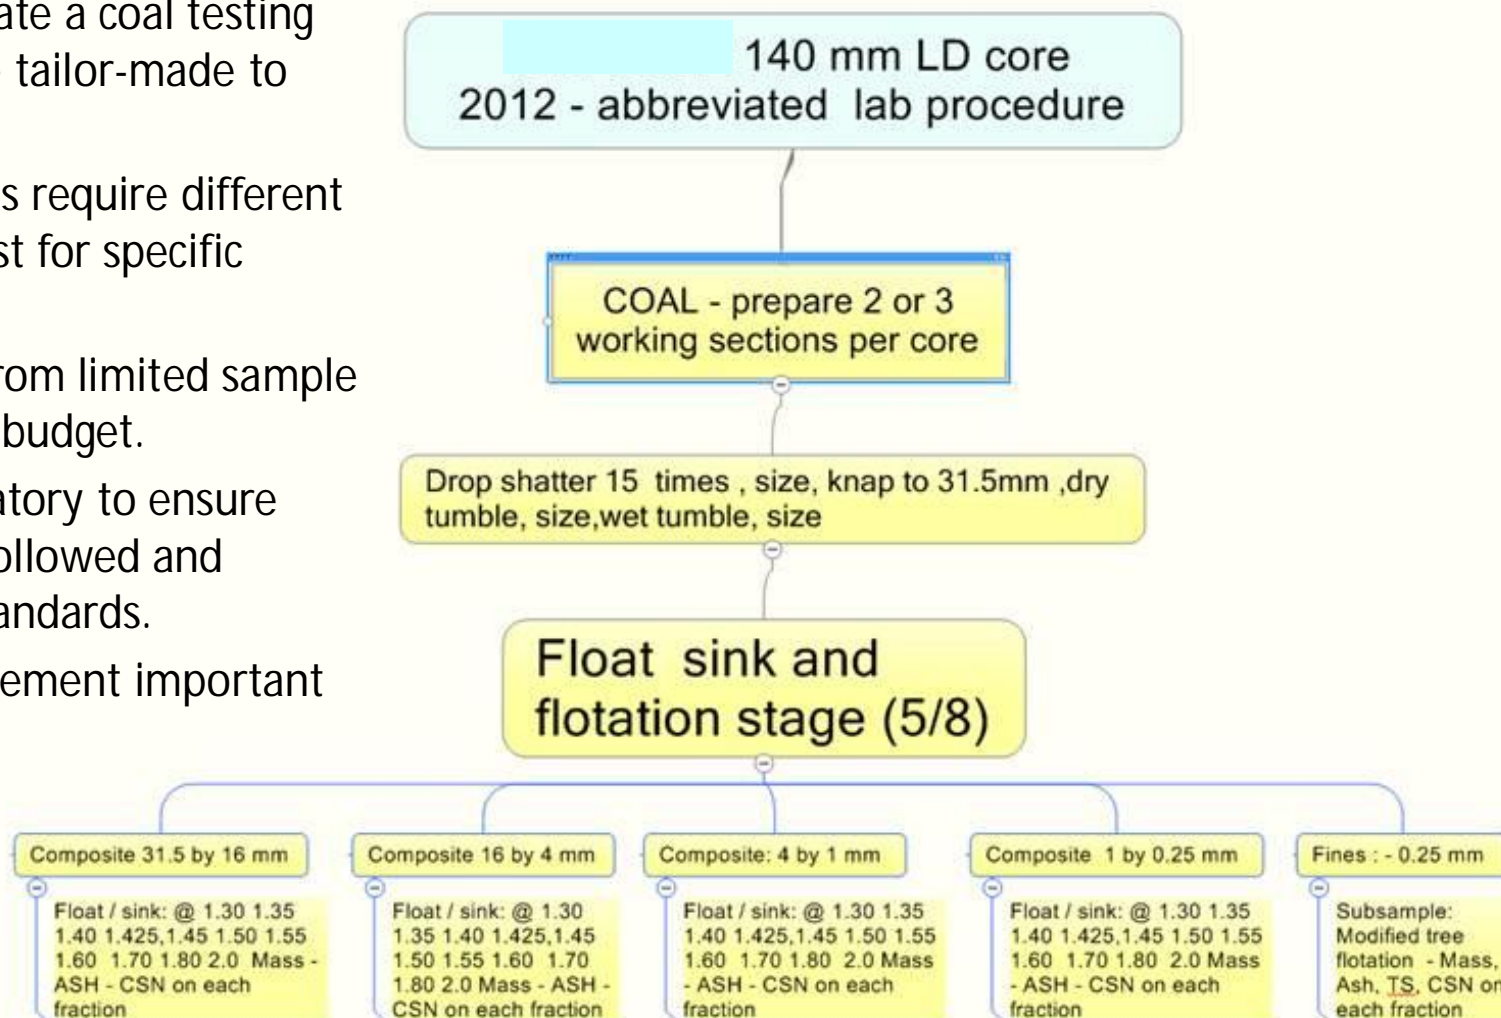 ate a coal testing
tailor-made to
s require different
st for specific
rom limited sample
budget.
atory to ensure
ollowed and
andards.
ement important
140 mm LD core
2012 - abbreviated lab procedure
COAL - prepare 2 or 3
working sections per core
Drop shatter 15 times , size, knap to 31.5mm ,dry
tumble, size,wet tumble, size
Float sink and
flotation stage (5/8)
Composite 31.5 by 16 mm
Float / sink: @ 1.30 1.35
1.40 1.425,1.45 1.50 1.55
1.60 1.70 1.80 2.0 Mass -
ASH - CSN on each
fraction
Composite 16 by 4 mm
Float / sink: @ 1.30
1.35 1.40 1.425,1.45
1.50 1.55 1.60 1.70
1.80 2.0 Mass - ASH -
CSN on each fraction
Composite: 4 by 1 mm
Float / sink: @ 1.30 1.35
1.40 1.425,1.45 1.50 1.55
1.60 1.70 1.80 2.0 Mass
- ASH - CSN on each
fraction
Composite 1 by 0.25 mm
Float / sink: @ 1.30 1.35
1.40 1.425,1.45 1.50 1.55
1.60 1.70 1.80 2.0 Mass
- ASH - CSN on each
fraction
Fines : - 0.25 mm
Subsample:
Modified tree
flotation - Mass,
Ash, TS, CSN on
each fraction